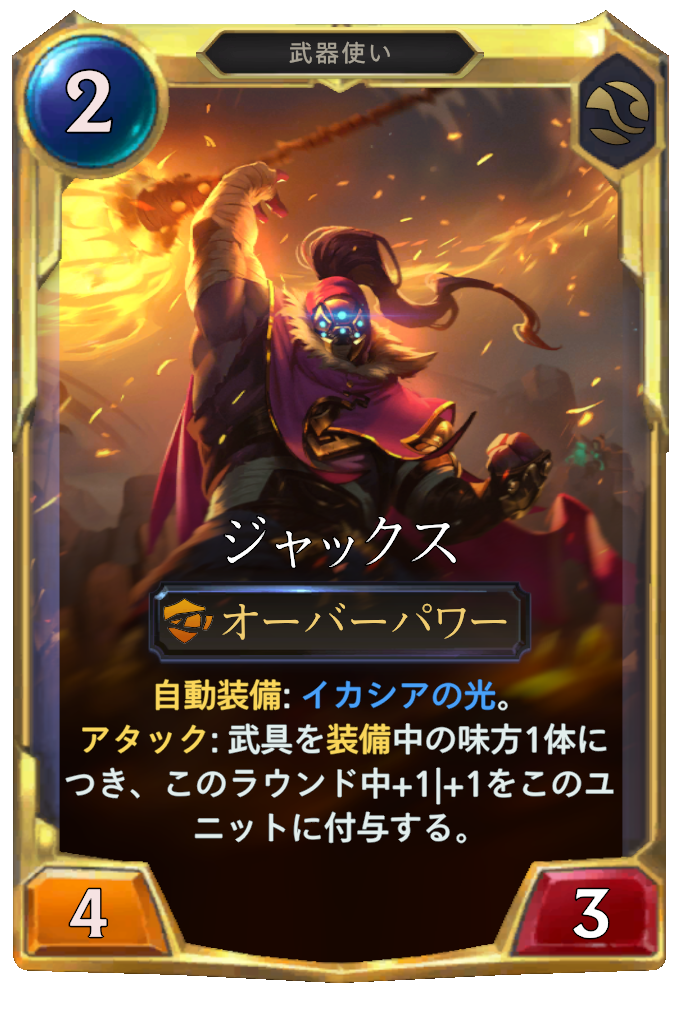 武器使い
2
ジャックス
オーバーパワー
自動装備: イカシアの光。
アタック: 武具を装備中の味方1体に
つき、このラウンド中+1|+1をこのユ
ニットに付与する。
4
3